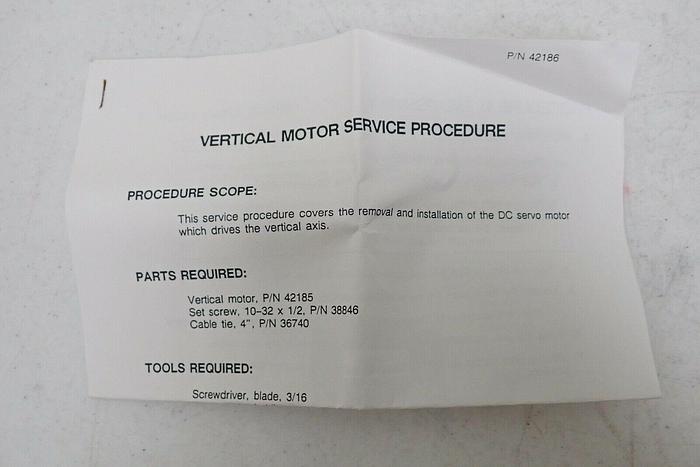 P/N 42186
VERTICAL MOTOR SERVICE PROCEDURE
PROCEDURE SCOPE:
This service procedure covers the removal and installation of the DC servo motor
which drives the vertical axis.
PARTS REQUIRED:
Vertical motor, P/N 42185
Set screw, 10-32 x 1/2, P/N 38846
Cable tie, 4", P/N 36740
TOOLS REQUIRED:
Screwdriver, blade, 3/16